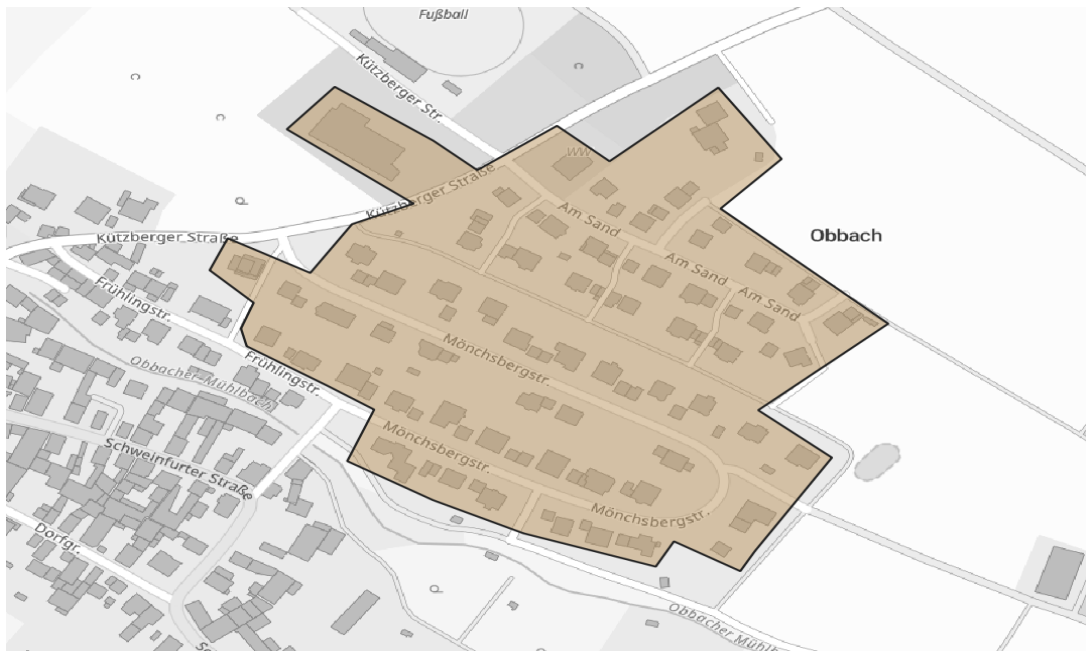 Fußball
Kützberger Str.
WW
Kützberger Straße
Am Sand
Kützberger Straße
Obbach
Am Sand
Am Sand
Frühlingstr.
Mönchsbergstr.
Obbacher-Mühlbach
Frühlingstr.
Mönchsbergstr.
Schweinfurter Straße
Mönchsbergstr.
Dorfgr.
Obbacher Mühlb